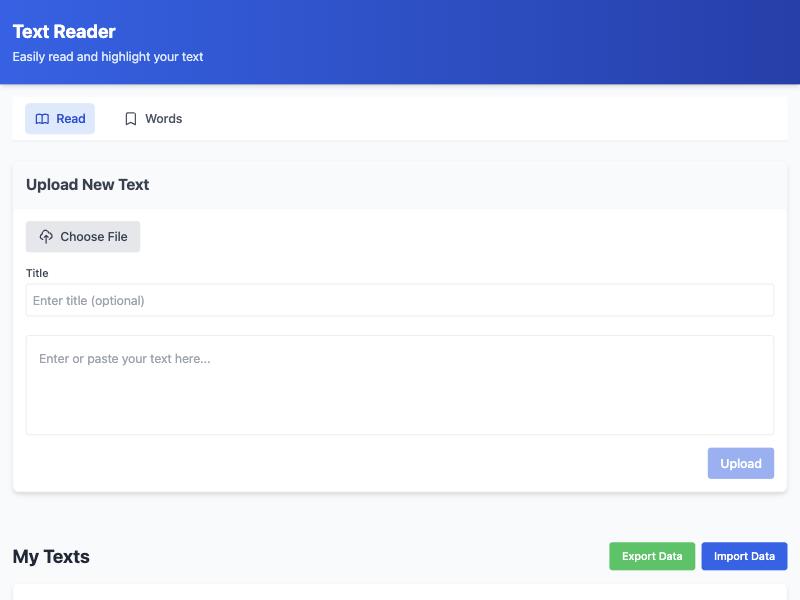 Text Reader
Easily read and highlight your text
Read
Words
Upload New Text
Choose File
Title
Enter title (optional)
Enter or paste your text here...
Upload
My Texts
Export Data
Import Data